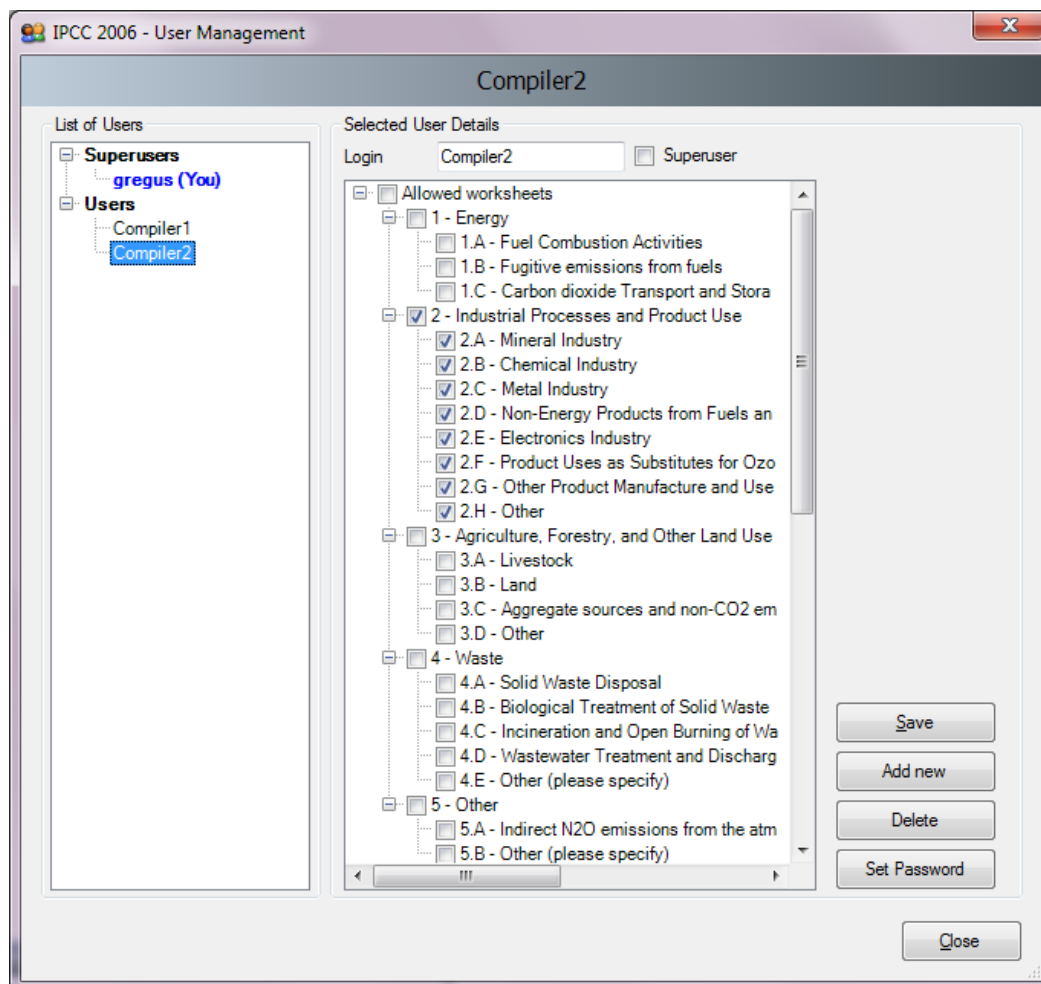 IPCC 2006 - User Management
Compiler2
List of Users
Superusers
gregus (You)
Users
Compiler1
Compiler2
Selected User Details
Login Compiler2 Superuser
Allowed worksheets
1 - Energy
1.A - Fuel Combustion Activities
1.B - Fugitive emissions from fuels
1.C - Carbon dioxide Transport and Stora
2 - Industrial Processes and Product Use
2.A - Mineral Industry
2.B - Chemical Industry
2.C - Metal Industry
2.D - Non-Energy Products from Fuels an
2.E - Electronics Industry
2.F - Product Uses as Substitutes for Ozo
2.G - Other Product Manufacture and Use
2.H - Other
3 - Agriculture, Forestry, and Other Land Use
3.A - Livestock
3.B - Land
3.C - Aggregate sources and non-CO2 em
3.D - Other
4 - Waste
4.A - Solid Waste Disposal
4.B - Biological Treatment of Solid Waste
4.C - Incineration and Open Burning of Wa
4.D - Wastewater Treatment and Discharg
4.E - Other (please specify)
5 - Other
5.A - Indirect N2O emissions from the atm
5.B - Other (please specify)
Save
Add new
Delete
Set Password
Close